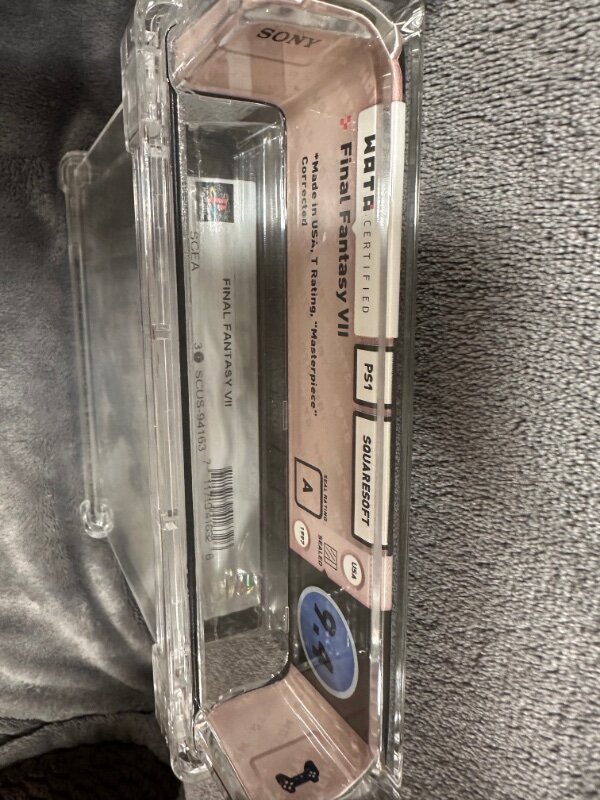 SONY
WATA CERTIFIED
PS1
SQUARESOFT
Final Fantasy VII
*Made in USA, T Rating, "Masterpiece"
Corrected
SEAL RATING
A
SEALED
1997
USA
9.4
FINAL FANTASY VII
SCEA
SCUS-94163